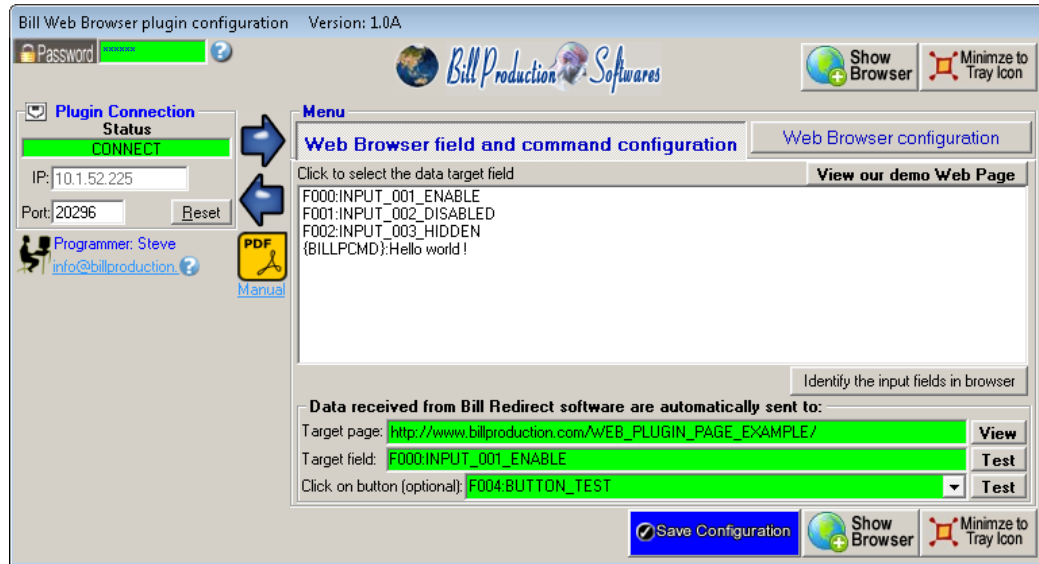 Bill Web Browser plugin configuration Version: 1.0A
Password ****** ?
Bill Production Softwares
Show Browser
Minimze to Tray Icon
Plugin Connection
Status
CONNECT
IP: 10.1.52.225
Port: 20296 Reset
Programmer: Steve
info@billproduction. ?
PDF
Manual
Menu
Web Browser field and command configuration Web Browser configuration
Click to select the data target field View our demo Web Page
F000:INPUT_001_ENABLE
F001:INPUT_002_DISABLED
F002:INPUT_003_HIDDEN
{BILLPCMD}:Hello world !
Identify the input fields in browser
Data received from Bill Redirect software are automatically sent to:
Target page: http://www.billproduction.com/WEB_PLUGIN_PAGE_EXAMPLE/ View
Target field: F000:INPUT_001_ENABLE Test
Click on button (optional): F004:BUTTON_TEST Test
Save Configuration
Show Browser
Minimze to Tray Icon